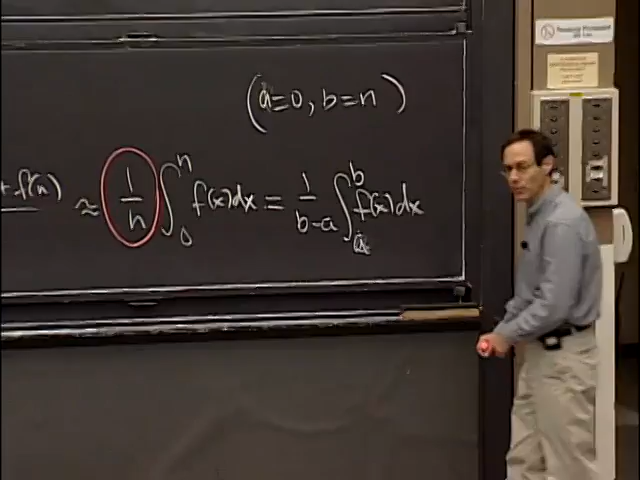 (a=0, b=n)
+ f(n) ≈ 1/n ∫₀ⁿ f(x)dx = 1/(b-a) ∫ₐᵇ f(x)dx